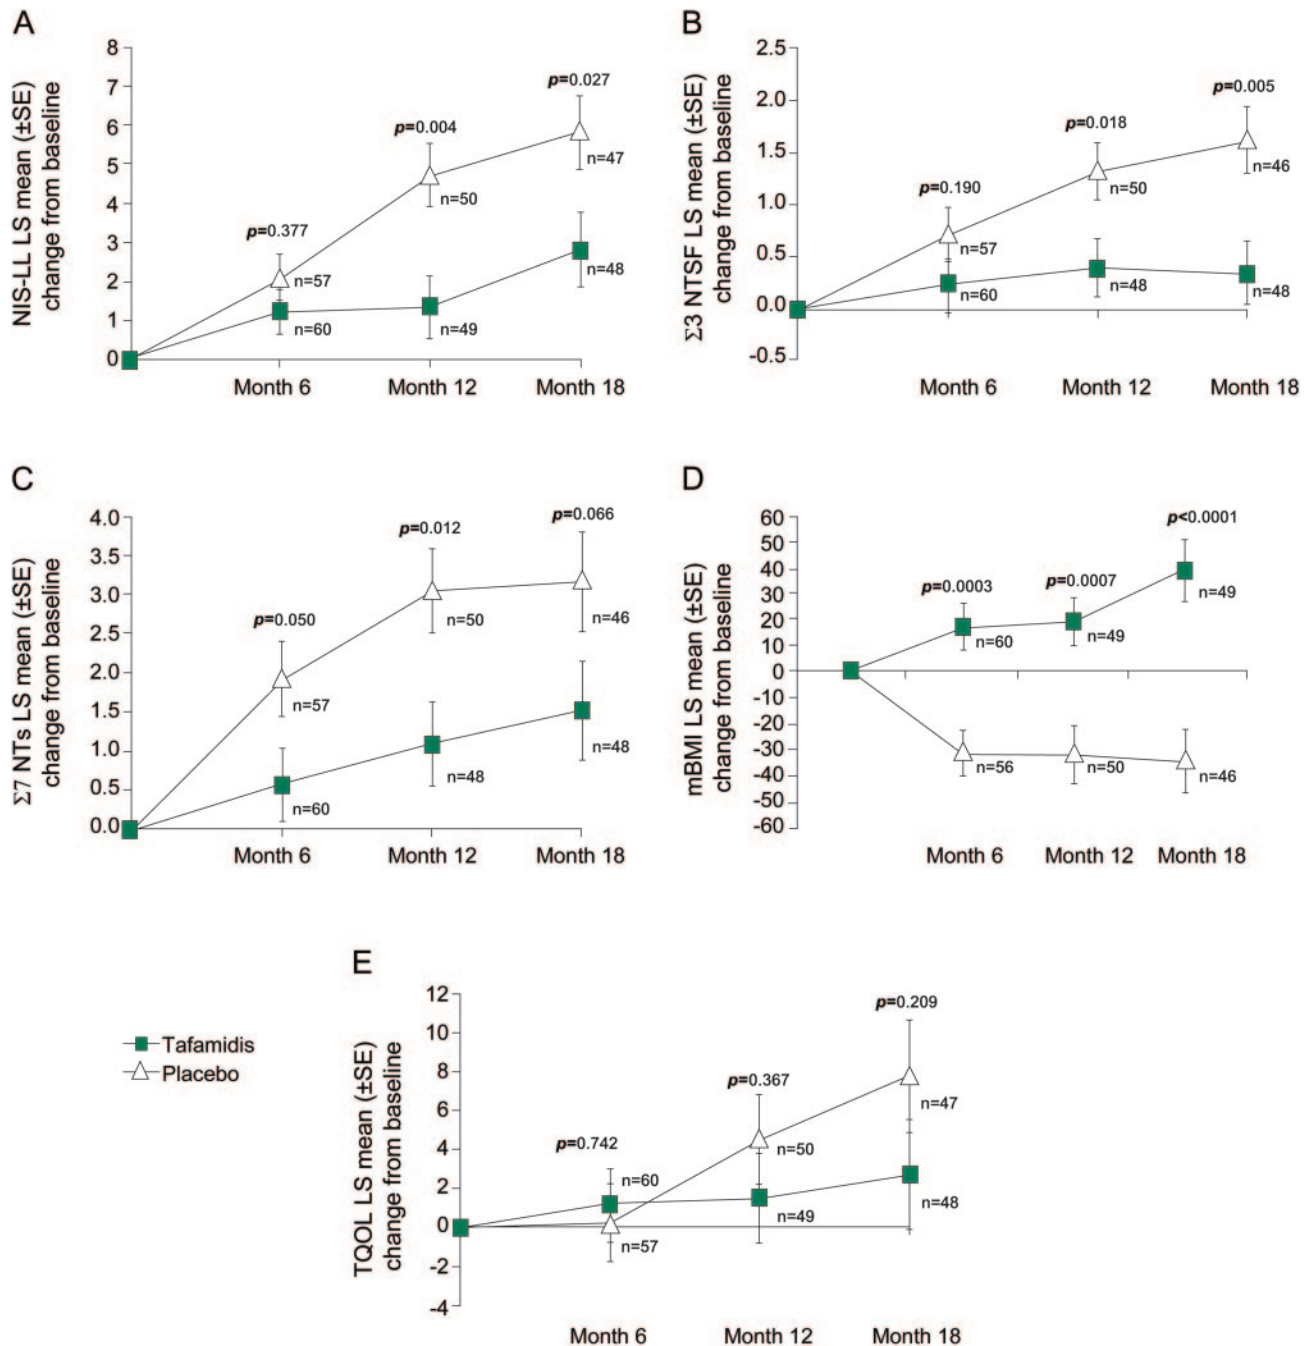 A
NIS-LL LS mean (±SE)
change from baseline
8
7
6
5
4
3
2
1
0
p=0.377
p=0.004
p=0.027
n=57
n=50
n=47
n=60
n=49
n=48
Month 6
Month 12
Month 18
B
Σ3 NTSF LS mean (±SE)
change from baseline
2.5
2.0
1.5
1.0
0.5
0.0
-0.5
p=0.190
p=0.018
p=0.005
n=57
n=50
n=46
n=60
n=48
n=48
Month 6
Month 12
Month 18
C
Σ7 NTs LS mean (±SE)
change from baseline
4.0
3.5
3.0
2.5
2.0
1.5
1.0
0.5
0.0
p=0.050
p=0.012
p=0.066
n=57
n=50
n=46
n=60
n=48
n=48
Month 6
Month 12
Month 18
D
mBMI LS mean (±SE)
change from baseline
60
50
40
30
20
10
0
-10
-20
-30
-40
-50
-60
p=0.0003
p=0.0007
p<0.0001
n=60
n=49
n=49
n=56
n=50
n=46
Month 6
Month 12
Month 18
Tafamidis
Placebo
E
TQOL LS mean (±SE)
change from baseline
12
10
8
6
4
2
0
-2
-4
p=0.742
p=0.367
p=0.209
n=60
n=50
n=47
n=57
n=49
n=48
Month 6
Month 12
Month 18